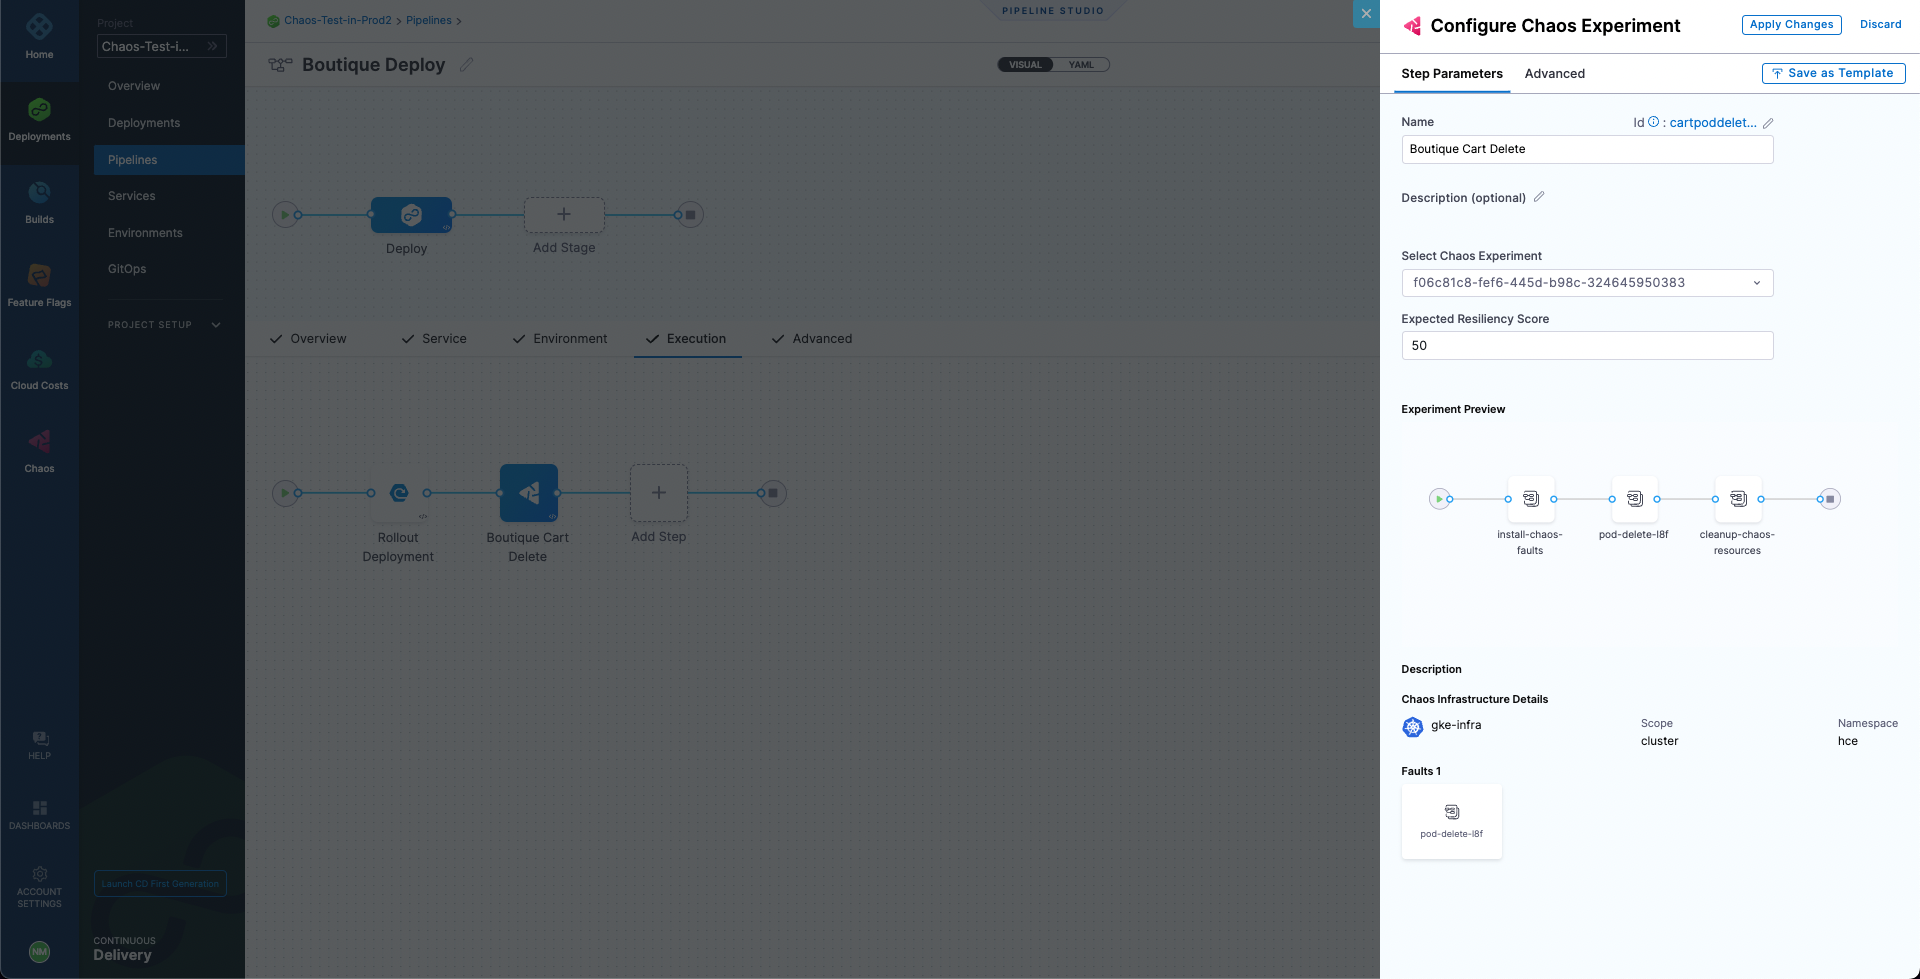 Home
Deployments
Builds
Feature Flags
Cloud Costs
Chaos
HELP
DASHBOARDS
ACCOUNT
SETTINGS
NM
Project
Chaos-Test-i...
Overview
Deployments
Pipelines
Services
Environments
GitOps
PROJECT SETUP
Launch CD First Generation
CONTINUOUS
Delivery
Chaos-Test-in-Prod2 > Pipelines >
PIPELINE STUDIO
Boutique Deploy
VISUAL
YAML
Deploy
Add Stage
Overview
Service
Environment
Execution
Advanced
Rollout
Deployment
Boutique Cart
Delete
Add Step
Configure Chaos Experiment
Apply Changes
Discard
Step Parameters
Advanced
Save as Template
Name
Id : cartpoddelet...
Boutique Cart Delete
Description (optional)
Select Chaos Experiment
f06c81c8-fef6-445d-b98c-324645950383
Expected Resiliency Score
50
Experiment Preview
install-chaos-
faults
pod-delete-l8f
cleanup-chaos-
resources
Description
Chaos Infrastructure Details
gke-infra
Scope
cluster
Namespace
hce
Faults 1
pod-delete-l8f